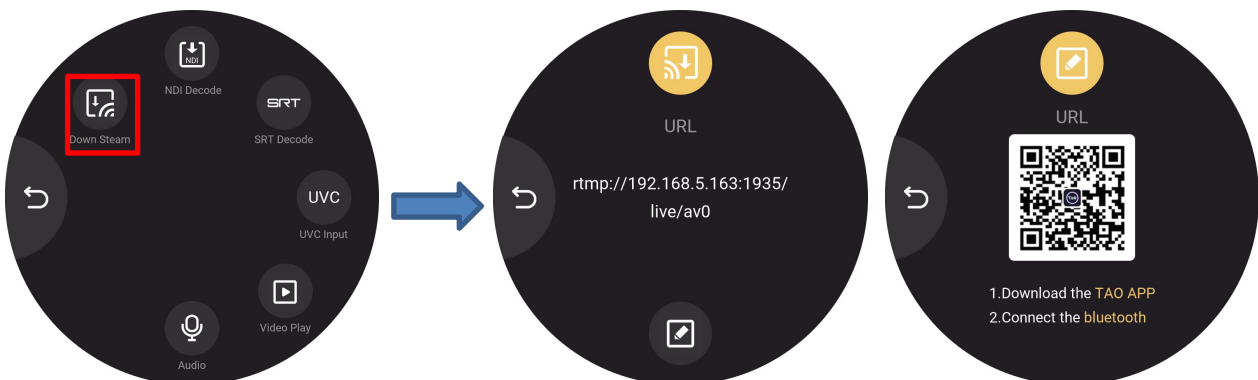 NDI
NDI Decode
Down Steam
SRT
SRT Decode
UVC
UVC Input
Video Play
Audio
URL
rtmp://192.168.5.163:1935/
live/av0
URL
TAO
1.Download the TAO APP
2.Connect the bluetooth